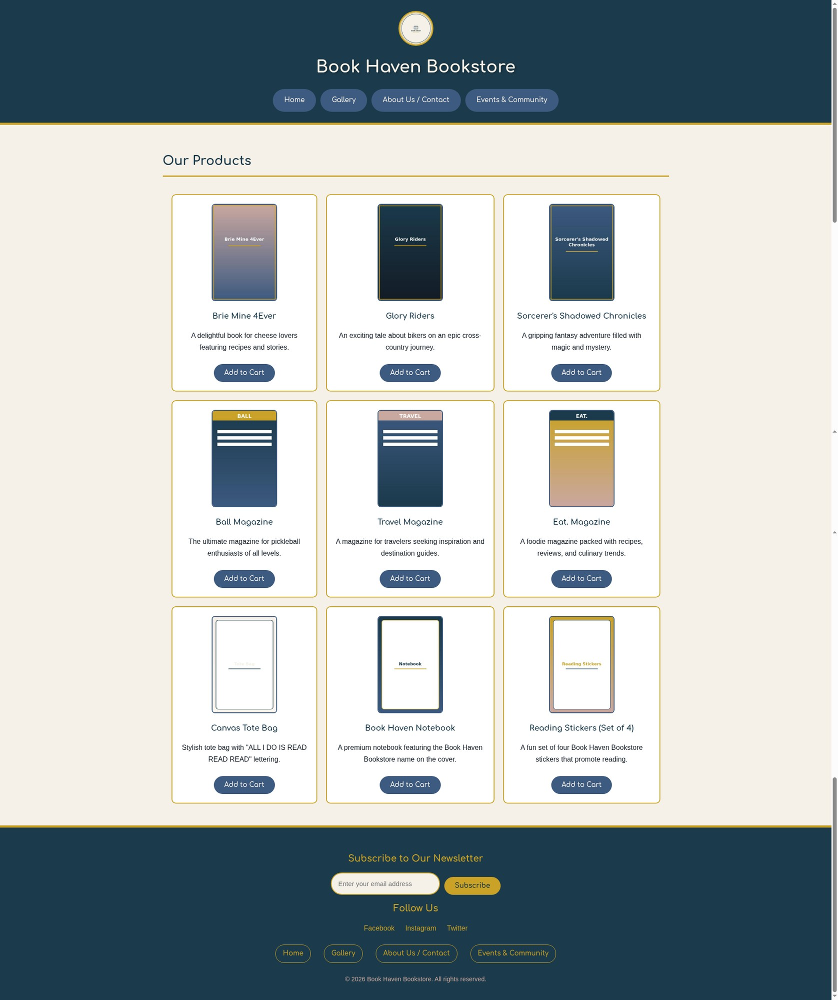 Book Haven Bookstore
Home
Gallery
About Us / Contact
Events & Community
Our Products
Brie Mine 4Ever
Brie Mine 4Ever
A delightful book for cheese lovers
featuring recipes and stories.
Add to Cart
Glory Riders
Glory Riders
An exciting tale about bikers on an epic cross-
country journey.
Add to Cart
Sorcerer's Shadowed
Chronicles
Sorcerer's Shadowed Chronicles
A gripping fantasy adventure filled with
magic and mystery.
Add to Cart
BALL
Ball Magazine
The ultimate magazine for pickleball
enthusiasts of all levels.
Add to Cart
TRAVEL
Travel Magazine
A magazine for travelers seeking inspiration and
destination guides.
Add to Cart
EAT.
Eat. Magazine
A foodie magazine packed with recipes,
reviews, and culinary trends.
Add to Cart
Tote Bag
Canvas Tote Bag
Stylish tote bag with "ALL I DO IS READ
READ READ" lettering.
Add to Cart
Notebook
Book Haven Notebook
A premium notebook featuring the Book Haven
Bookstore name on the cover.
Add to Cart
Reading Stickers
Reading Stickers (Set of 4)
A fun set of four Book Haven Bookstore
stickers that promote reading.
Add to Cart
Subscribe to Our Newsletter
Enter your email address
Subscribe
Follow Us
Facebook
Instagram
Twitter
Home
Gallery
About Us / Contact
Events & Community
© 2026 Book Haven Bookstore. All rights reserved.